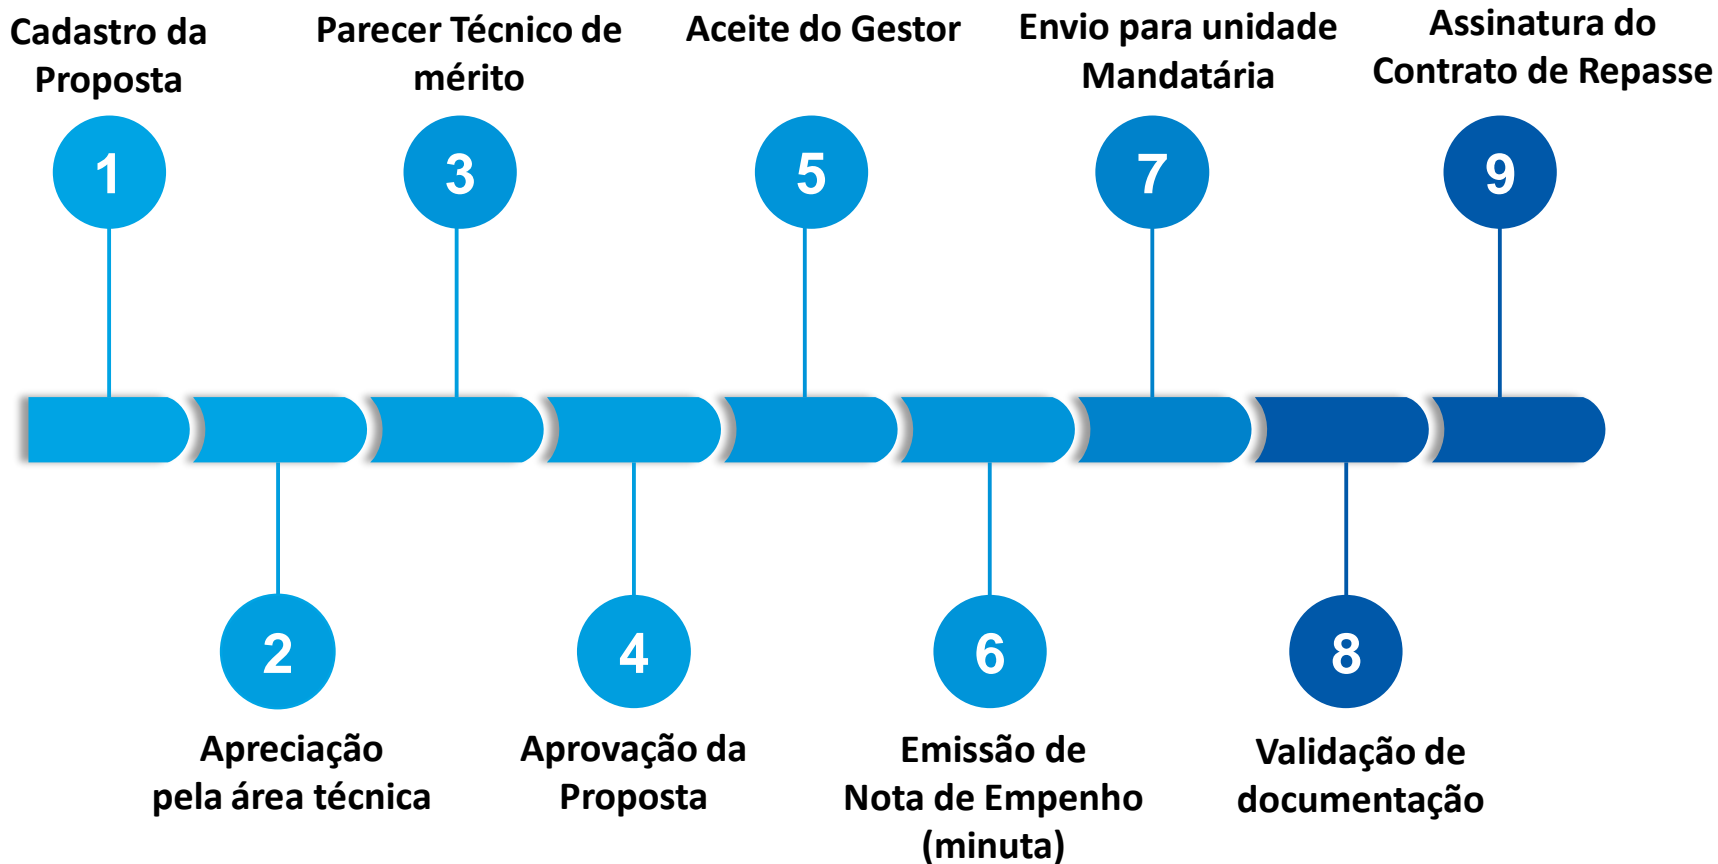 Cadastro da
Proposta
1
Apreciação
pela área técnica
2
Parecer Técnico de
mérito
3
Aprovação da
Proposta
4
Aceite do Gestor
5
Emissão de
Nota de Empenho
(minuta)
6
Envio para unidade
Mandatária
7
Validação de
documentação
8
Assinatura do
Contrato de Repasse
9